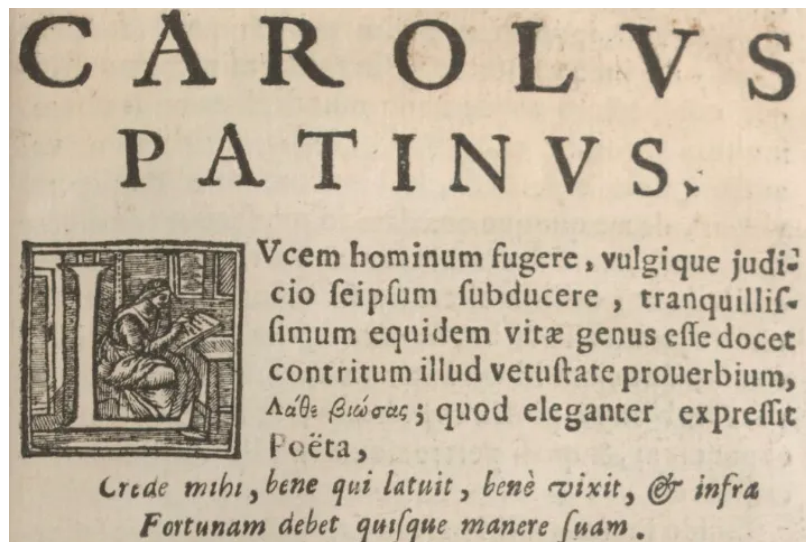 CAROLVS
PATINVS.
LVcem hominum fugere, vulgique judi-
cio ſeipſum ſubducere, tranquilliſ-
ſimum equidem vitæ genus eſſe docet
contritum illud vetuſtate prouerbium,
Λάθε βιώσας; quod eleganter expreſſit
Poëta,
Crede mihi, bene qui latuit, benè vixit, & infra
Fortunam debet quiſque manere ſuam.